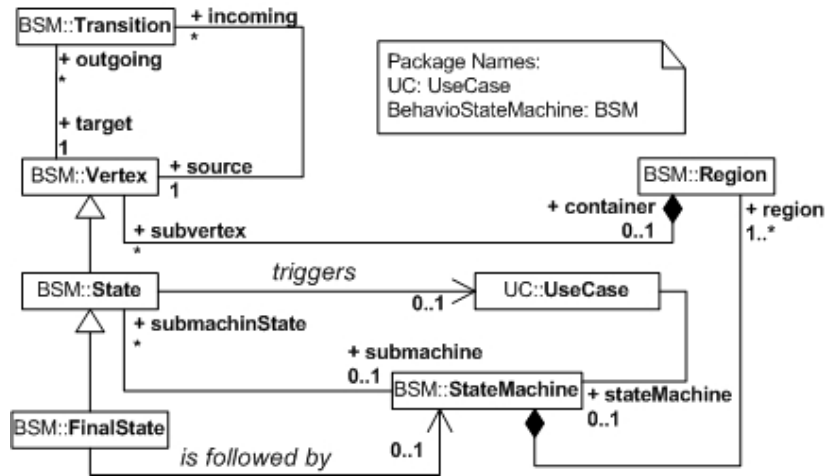 BSM::Transition
+ incoming
*
+ outgoing
*
Package Names:
UC: UseCase
BehavioStateMachine: BSM
+ target
1
+ source
1
BSM::Vertex
BSM::Region
+ container
0..1
+ region
1..*
+ subvertex
*
triggers
BSM::State
0..1
UC::UseCase
+ submachinState
*
+ submachine
0..1
BSM::StateMachine
+ stateMachine
0..1
BSM::FinalState
is followed by
0..1